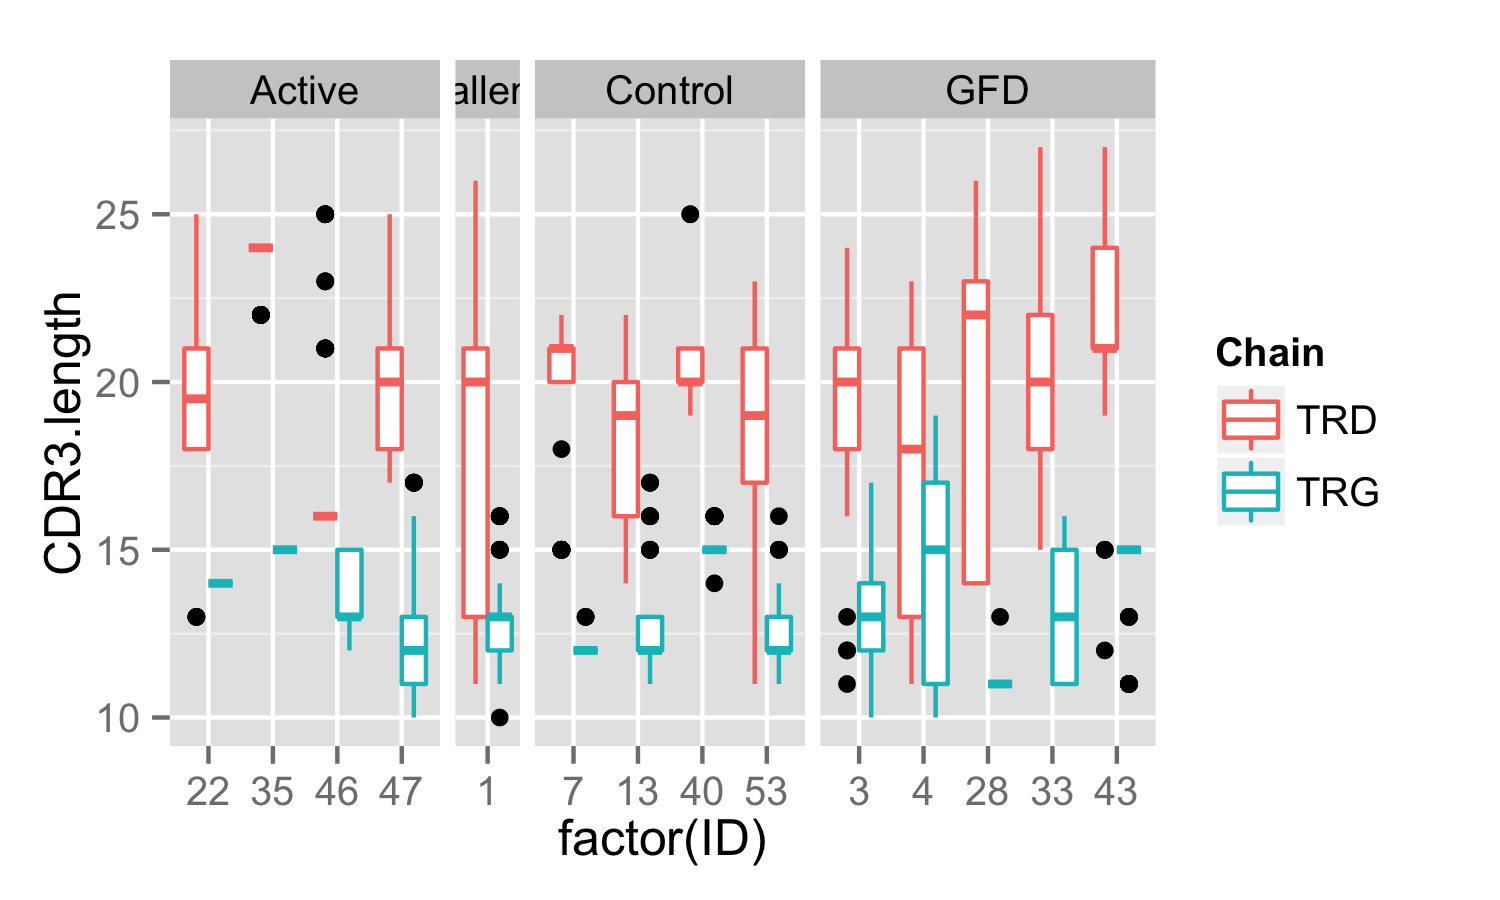 Active aller Control GFD
25
20
15
10
CDR3.length
22 35 46 47 1 7 13 40 53 3 4 28 33 43
factor(ID)
Chain
TRD
TRG